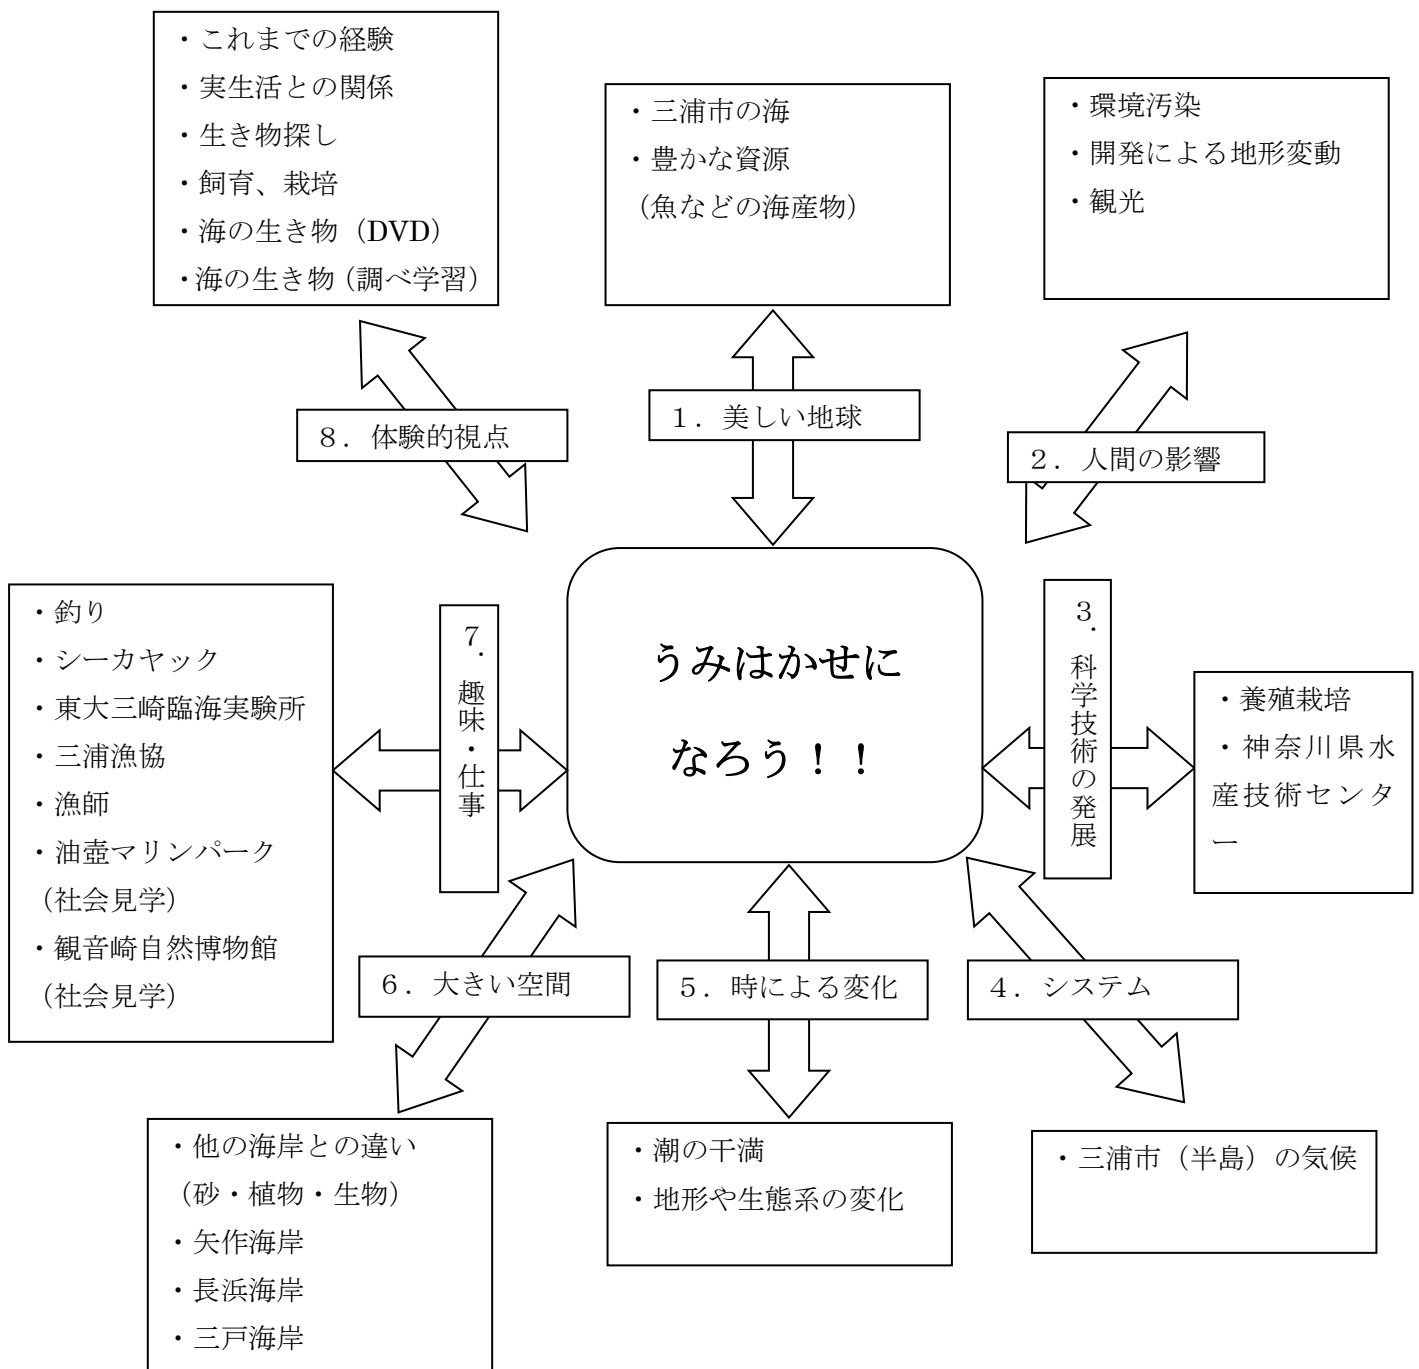 ・これまでの経験
・実生活との関係
・生き物探し
・飼育、栽培
・海の生き物（DVD）
・海の生き物（調べ学習）
・三浦市の海
・豊かな資源
（魚などの海産物）
・環境汚染
・開発による地形変動
・観光
８．体験的視点
１．美しい地球
２．人間の影響
・釣り
・シーカヤック
・東大三崎臨海実験所
・三浦漁協
・漁師
・油壺マリンパーク
（社会見学）
・観音崎自然博物館
（社会見学）
７．趣味・仕事
うみはかせに
なろう！！
３．科学技術の発展
・養殖栽培
・神奈川県水
産技術センタ
ー
６．大きい空間
５．時による変化
４．システム
・他の海岸との違い
（砂・植物・生物）
・矢作海岸
・長浜海岸
・三戸海岸
・潮の干満
・地形や生態系の変化
・三浦市（半島）の気候